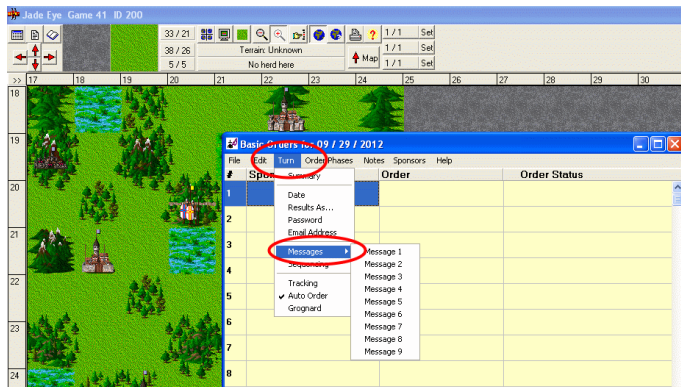 Jade Eye Game 41 ID 200
33 / 21
1 / 1 Set
38 / 26
Terrain: Unknown
1 / 1 Set
5 / 5
No herd here
Map
1 / 1 Set
>> 17 18 19 20 21 22 23 24 25 26 27 28 29 30
18
19
20
21
22
23
24
Basic Orders for 09 / 29 / 2012
File Edit Turn Order Phases Notes Sponsors Help
# Order Order Status
1
2
3
4
5
6
7
8
Summary
Date
Results As...
Password
Email Address
Messages
Sequencing
Tracking
Auto Order
Grognard
Message 1
Message 2
Message 3
Message 4
Message 5
Message 6
Message 7
Message 8
Message 9